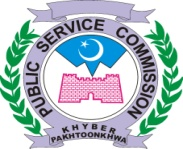 PUBLIC SERVICE COMMISSION
KHYBER
PAKHTOONKHWA